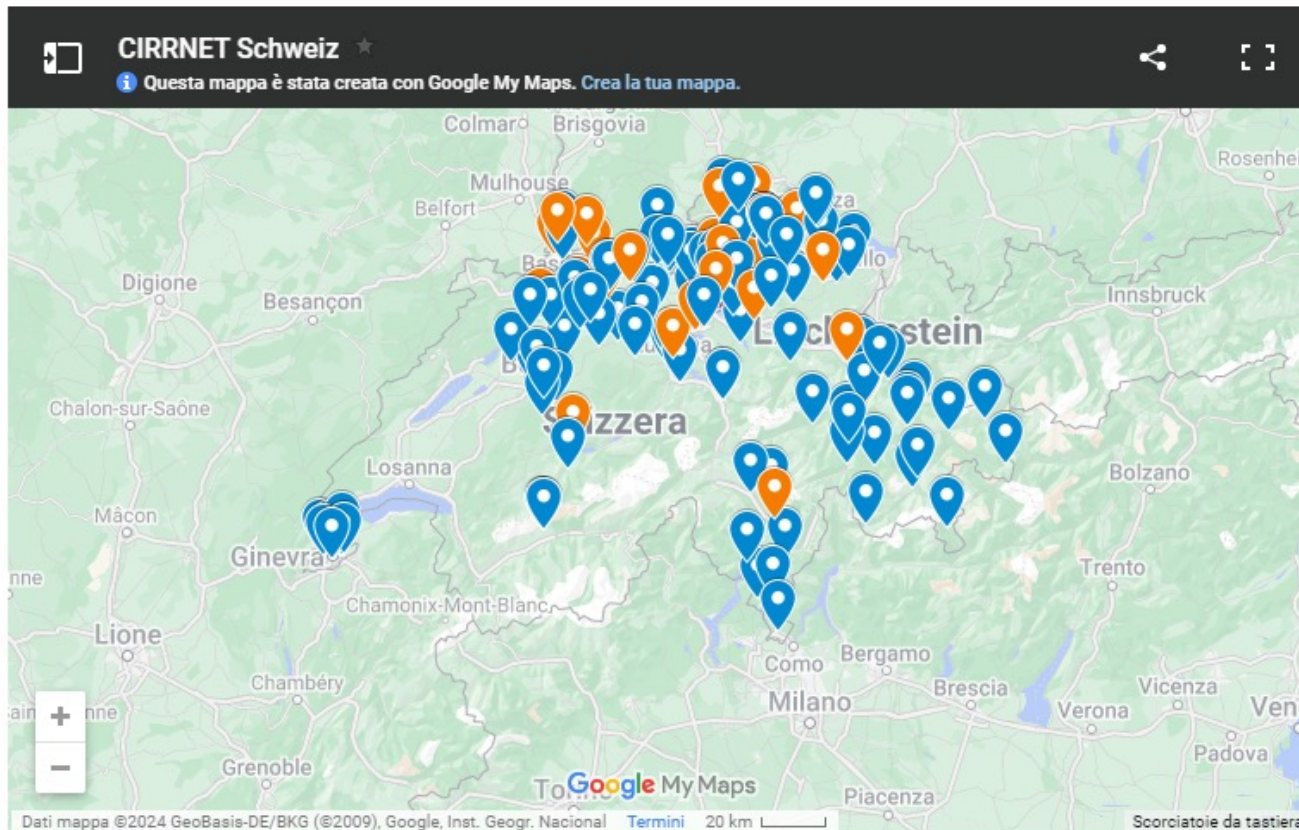 CIRRNET Schweiz
Questa mappa è stata creata con Google My Maps. Crea la tua mappa.
Colmar
Brisgovia
Rosenhe
Mulhouse
Belfort
Digione
Besançon
Innsbruck
Chalon-sur-Saône
Losanna
Bolzano
Mâcon
Ginevra
nne
Trento
Chamonix-Mont-Blanc
Lione
Como
Bergamo
Chambéry
Brescia
Vicenza
Milano
Verona
Ven
Padova
Grenoble
Google My Maps
Piacenza
Dati mappa ©2024 GeoBasis-DE/BKG (©2009), Google, Inst. Geogr. Nacional Termini 20 km Scorciatoie da tastiera